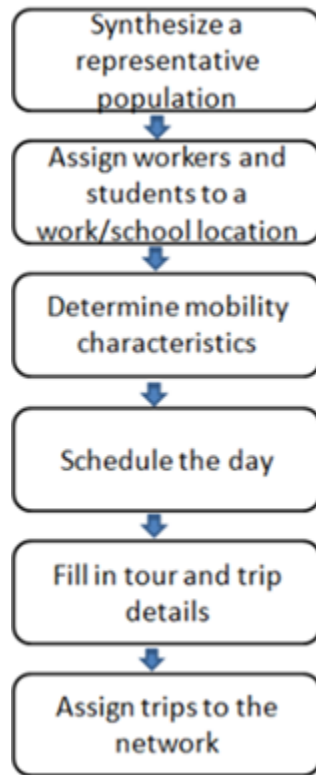 Synthesize a
representative
population
Assign workers and
students to a
work/school location
Determine mobility
characteristics
Schedule the day
Fill in tour and trip
details
Assign trips to the
network